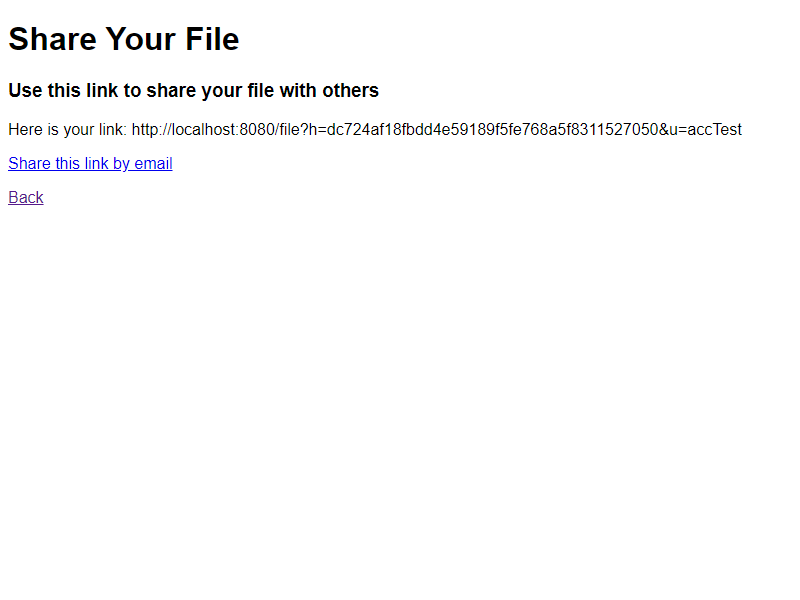 Share Your File
Use this link to share your file with others
Here is your link: http://localhost:8080/file?h=dc724af18fbdd4e59189f5fe768a5f8311527050&u=accTest
Share this link by email
Back